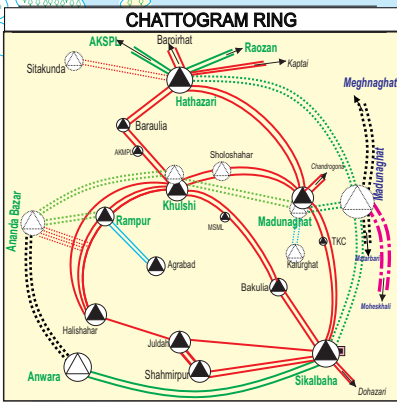 CHATTOGRAM RING
AKSPL
Baroirhat
Raozan
Kaptai
Sitakunda
Hathazari
Meghnaghat
Baraulia
AKMPL
Sholoshahar
Chandrogona
Khulshi
Maduraghat
Rampur
Madunaghat
MSML
TKC
Ananda Bazar
Kalurghat
Matarbari
Agrabad
Moheskhali
Bakulia
Halishahar
Juldah
Shahmirpur
Anwara
Sikalbaha
Dohazari